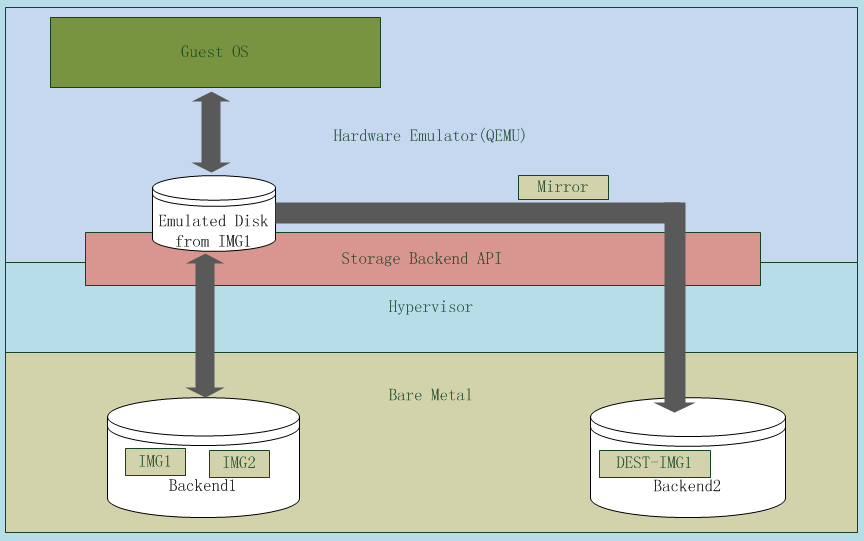 Guest OS
Hardware Emulator(QEMU)
Mirror
Emulated Disk
from IMG1
Storage Backend API
Hypervisor
Bare Metal
IMG1
IMG2
Backend1
DEST-IMG1
Backend2